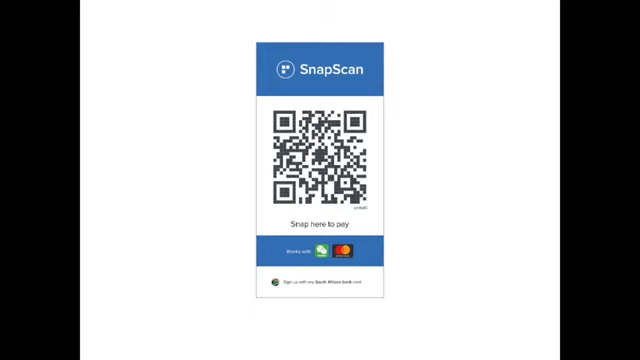 SnapScan
Snap here to pay
Works with
Sign up with any South African bank card